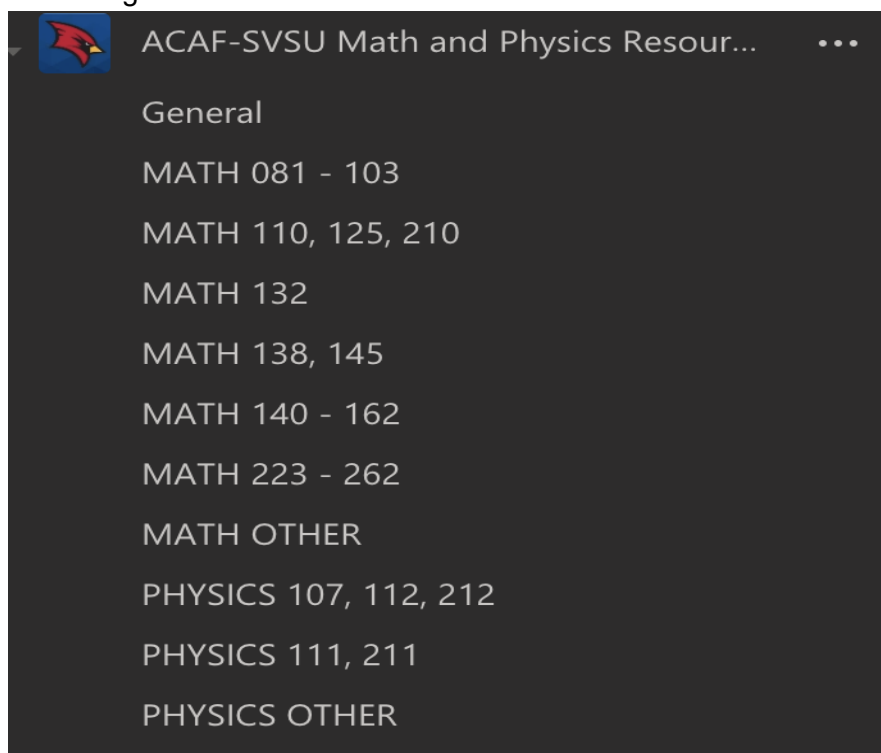 ACAF-SVSU Math and Physics Resour... •••
General
MATH 081 - 103
MATH 110, 125, 210
MATH 132
MATH 138, 145
MATH 140 - 162
MATH 223 - 262
MATH OTHER
PHYSICS 107, 112, 212
PHYSICS 111, 211
PHYSICS OTHER